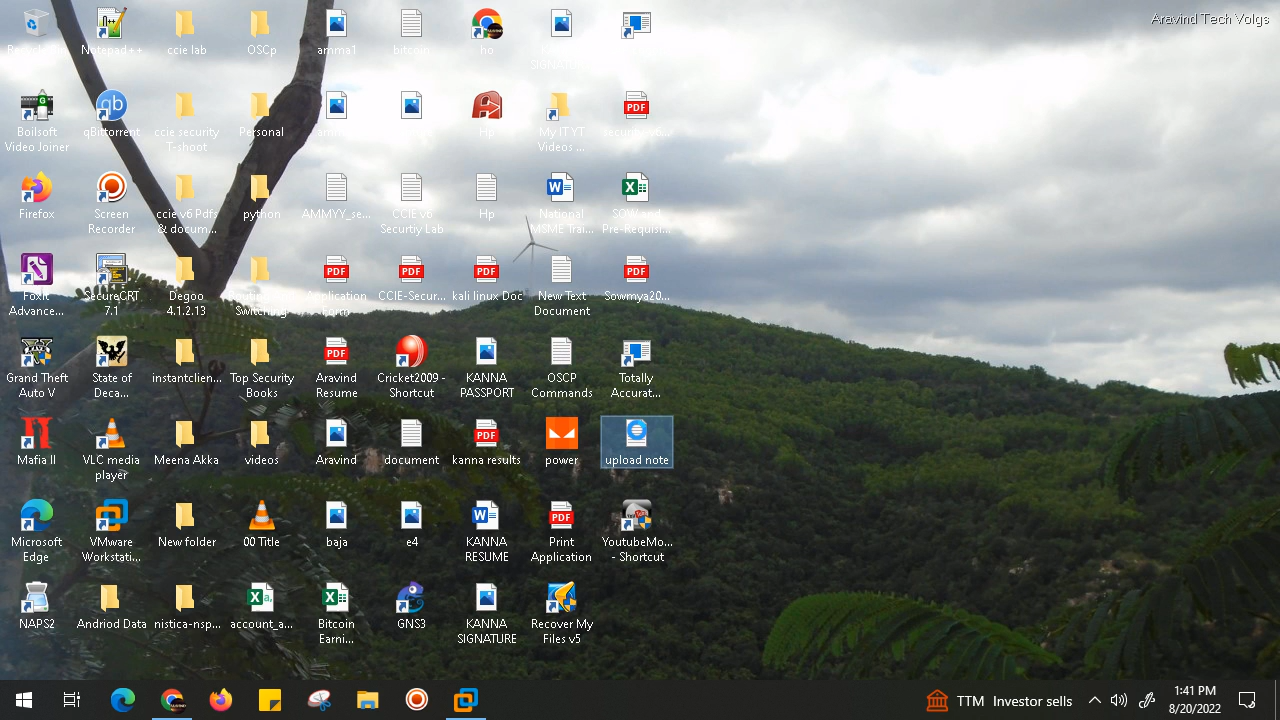 Notepad++
ccie lab
OSCp
amma1
bitcoin
ho
SIGNATURE
Boilsoft
Video Joiner
qBittorrent
ccie security
T-shoot
Personal
Hp
My IT YT
Videos ...
security v6...
Firefox
Screen
Recorder
ccie v6 Pdfs
& docum...
python
AMMYY_se...
CCIE v6
Securtiy Lab
Hp
National
MSME Trai...
SOW and
Pre-Requisi...
Foxit
Advance...
SecureCRT
7.1
Degoo
4.1.2.13
Switching
Application
Form
CCIE-Secur...
kali linux Doc
New Text
Document
Sowmya20...
Grand Theft
Auto V
State of
Deca...
instantclien...
Top Security
Books
Aravind
Resume
Cricket2009 -
Shortcut
KANNA
PASSPORT
OSCP
Commands
Totally
Accurat...
Mafia II
VLC media
player
Meena Akka
videos
Aravind
document
kanna results
power
upload note
Microsoft
Edge
VMware
Workstati...
New folder
00 Title
baja
e4
KANNA
RESUME
Print
Application
YoutubeMo...
- Shortcut
NAPS2
Andriod Data
nistica-nsp...
account_a...
Bitcoin
Earni...
GNS3
KANNA
SIGNATURE
Recover My
Files v5
TTM Investor sells
1:41 PM
8/20/2022